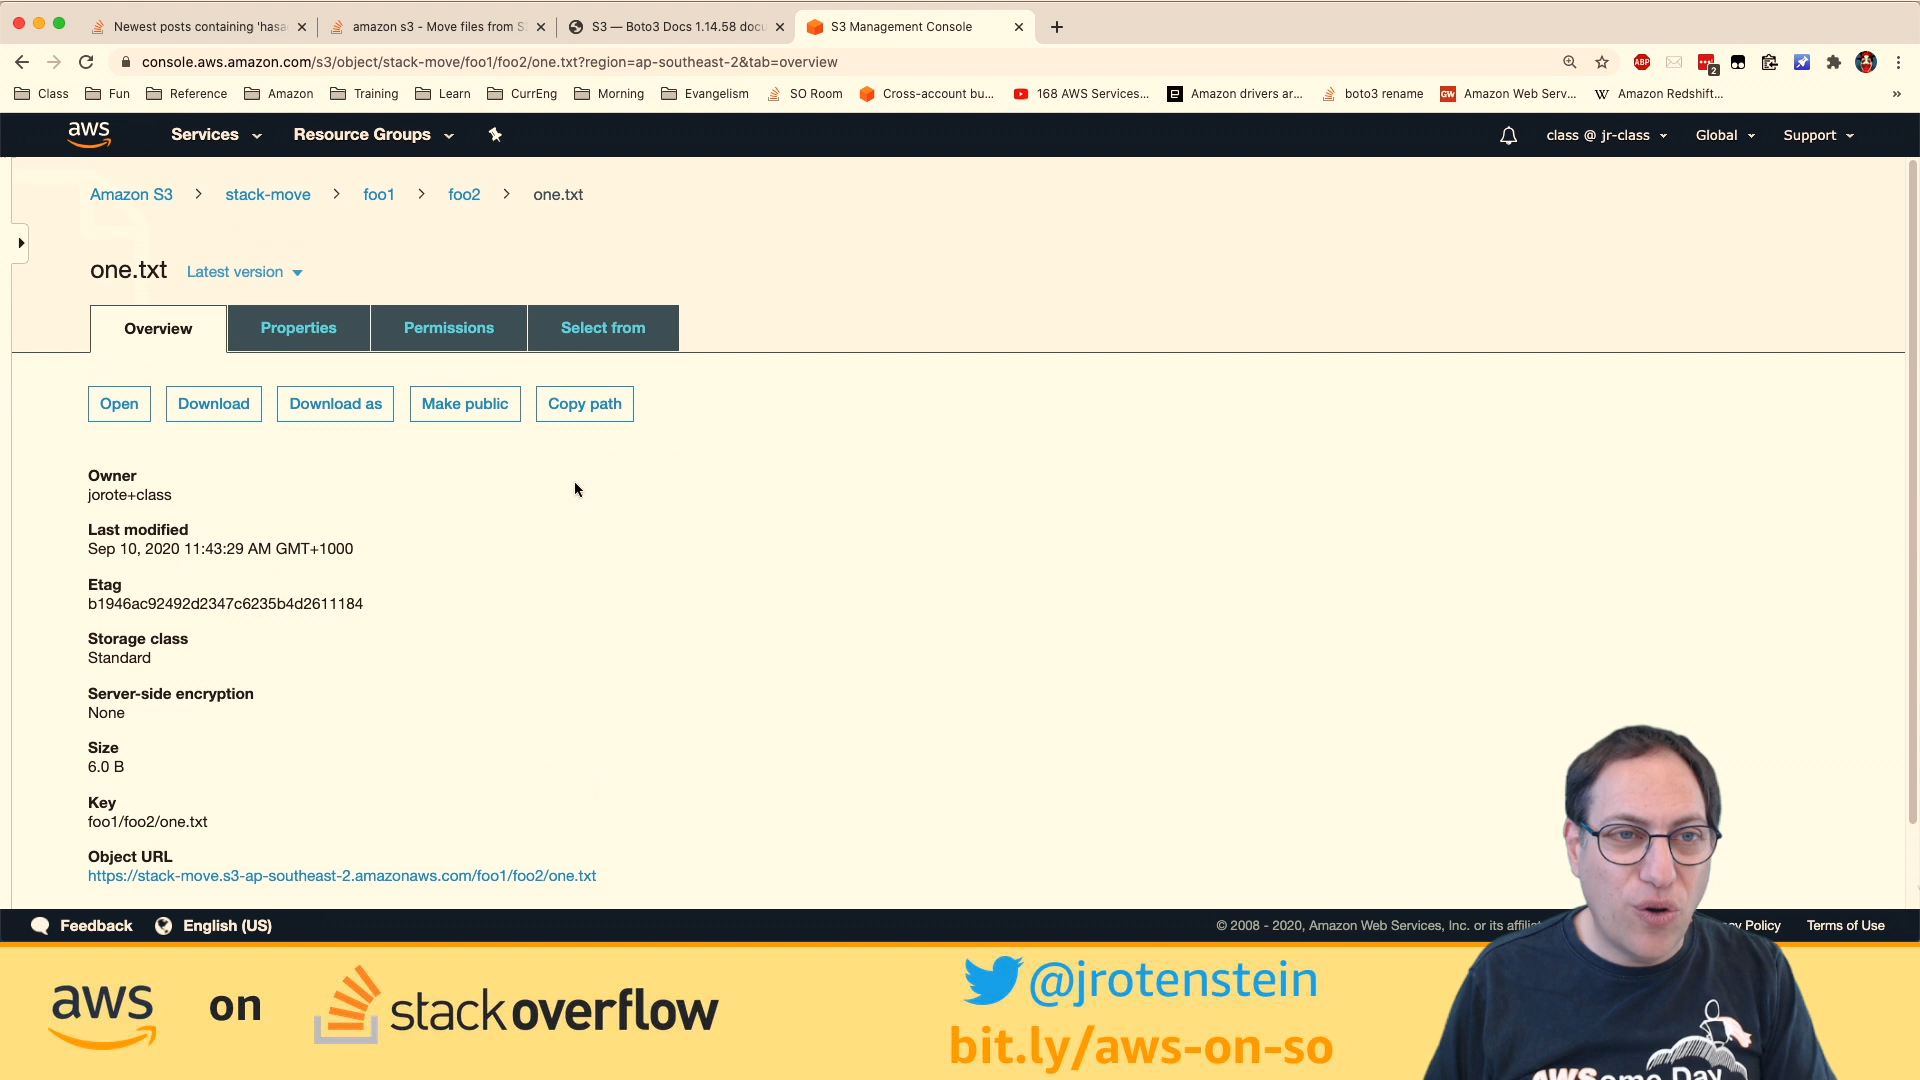 Newest posts containing 'hasa
amazon s3 - Move files from S
S3 — Boto3 Docs 1.14.58 docu
S3 Management Console
console.aws.amazon.com/s3/object/stack-move/foo1/foo2/one.txt?region=ap-southeast-2&tab=overview
ABP
2
Class
Fun
Reference
Amazon
Training
Learn
CurrEng
Morning
Evangelism
SO Room
Cross-account bu...
168 AWS Services...
Amazon drivers ar...
boto3 rename
GW
Amazon Web Serv...
W
Amazon Redshift...
»
aws
Services
Resource Groups
class @ jr-class
Global
Support
Amazon S3 > stack-move > foo1 > foo2 > one.txt
one.txt Latest version
Overview
Properties
Permissions
Select from
Open
Download
Download as
Make public
Copy path
Owner
jorote+class
Last modified
Sep 10, 2020 11:43:29 AM GMT+1000
Etag
b1946ac92492d2347c6235b4d2611184
Storage class
Standard
Server-side encryption
None
Size
6.0 B
Key
foo1/foo2/one.txt
Object URL
https://stack-move.s3-ap-southeast-2.amazonaws.com/foo1/foo2/one.txt
Feedback
English (US)
© 2008 - 2020, Amazon Web Services, Inc. or its affili
Policy
Terms of Use
aws on stackoverflow
@jrotenstein
bit.ly/aws-on-so
AWSome Day